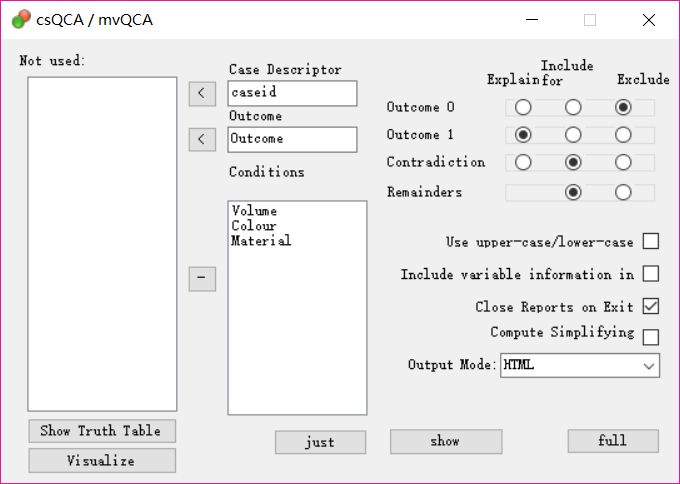 csQCA / mvQCA
Not used:
Case Descriptor
<
caseid
Outcome
<
Outcome
Conditions
Volume
Colour
Material
-
Show Truth Table
Visualize
Explain
Include
for
Exclude
Outcome 0
Outcome 1
Contradiction
Remainders
Use upper-case/lower-case
Include variable information in
Close Reports on Exit
Compute Simplifying
Output Mode: HTML
just
show
full